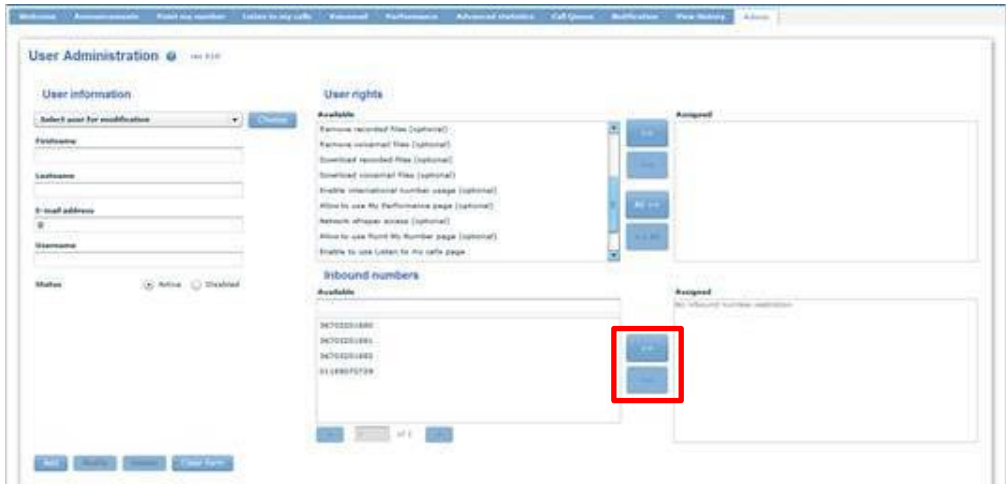 Welcome Announcements Point my number Listen to my calls Voicemail Performance Advanced statistics Call Queue Notification View History Admin
User Administration
User information
Select user for modification
Choose
Firstname
Lastname
E-mail address
@
Username
Status
Active
Disabled
Add
Modify
Clear form
User rights
Available
Remove recorded files (optional)
Remove voicemail files (optional)
Download recorded files (optional)
Download voicemail files (optional)
Enable international number usage (optional)
Allow to use My Performance page (optional)
Network access (optional)
Allow to use Point My Number page (optional)
Enable to use Listen to my calls page
>>
<<
All >>
<< All
Assigned
Inbound numbers
Available
>>
<<
of 1
Assigned
No inbound number restriction